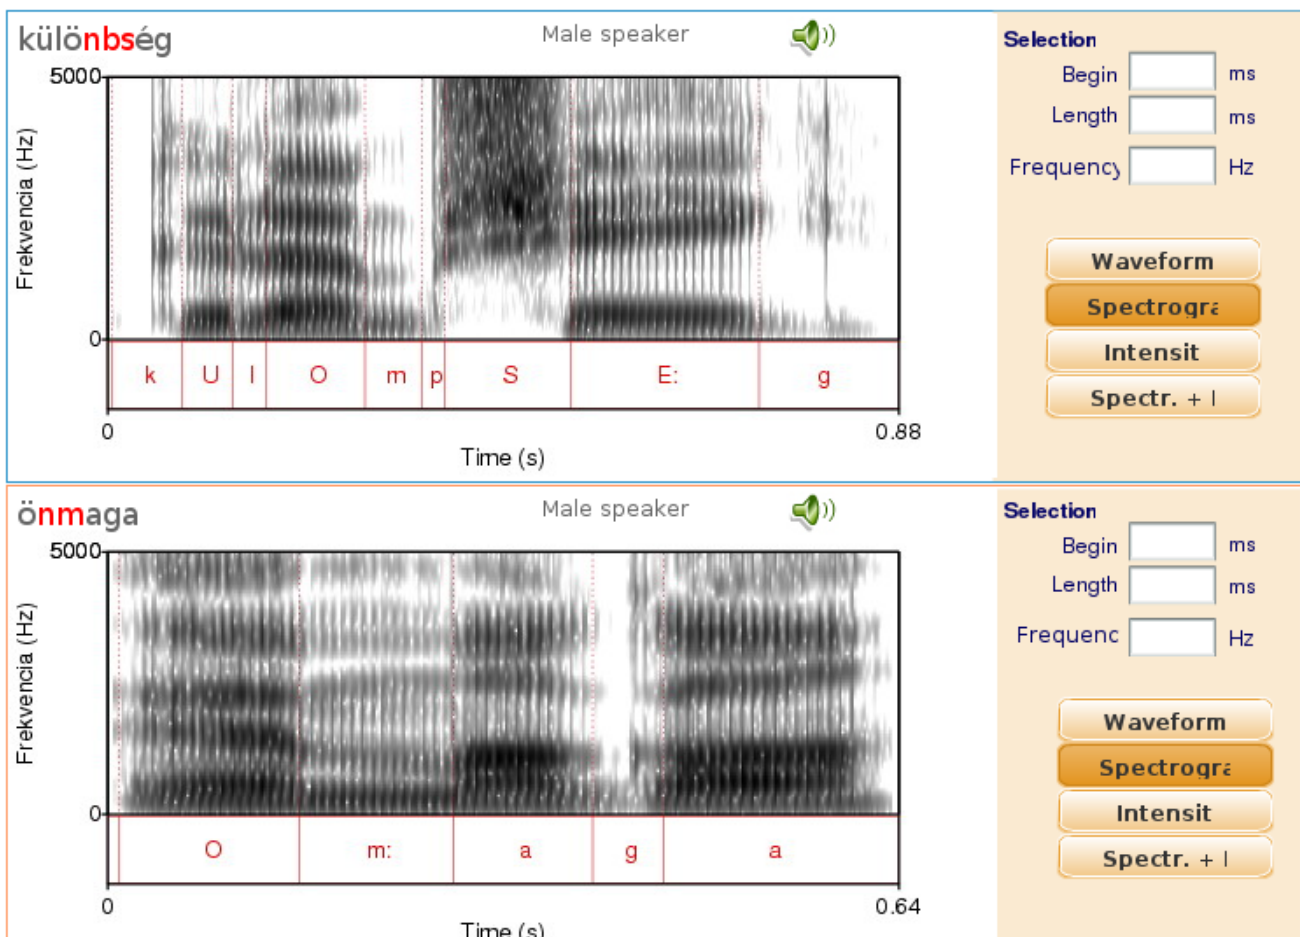 különbség
Male speaker
Selection
Begin ms
Length ms
Frequency Hz
Waveform
Spectrogra
Intensit
Spectr. + I
5000
Frekvencia (Hz)
0
k U l O m p S E: g
0 0.88
Time (s)
önmaga
Male speaker
Selection
Begin ms
Length ms
Frequenc Hz
Waveform
Spectrogra
Intensit
Spectr. + I
5000
Frekvencia (Hz)
0
O m: a g a
0 0.64
Time (s)